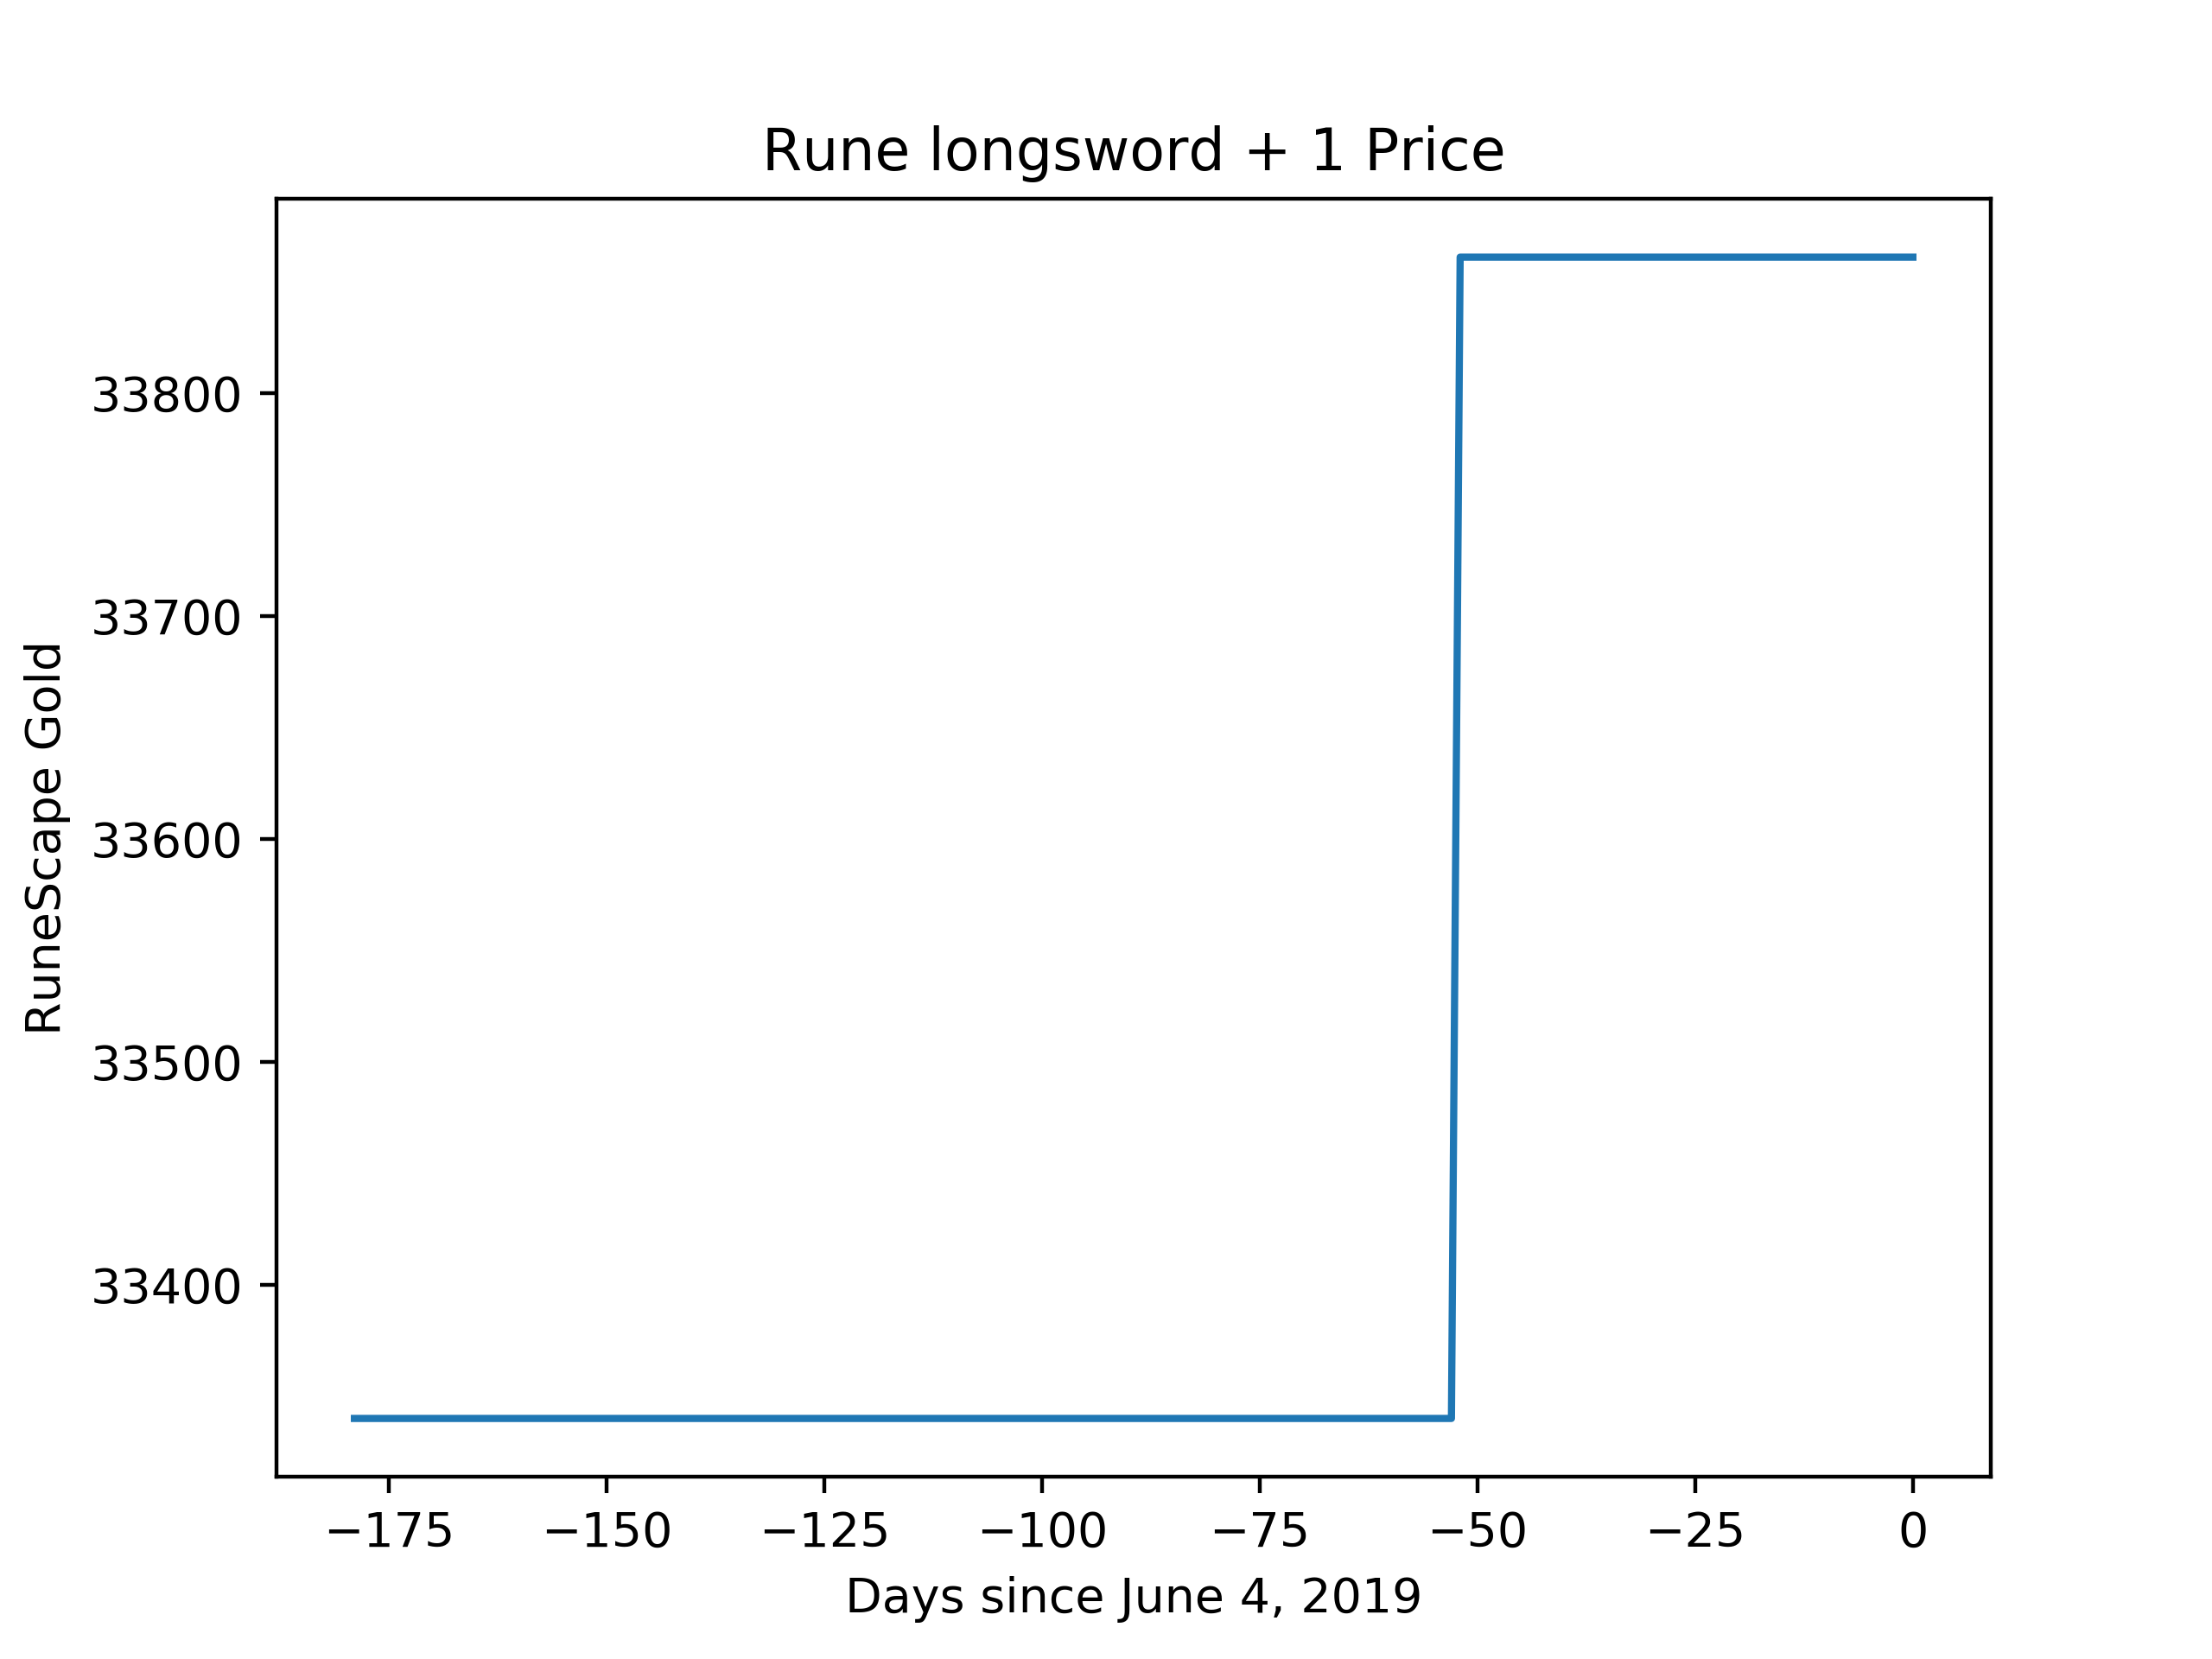 Rune longsword + 1 Price
RuneScape Gold
33800
33700
33600
33500
33400
−175 −150 −125 −100 −75 −50 −25 0
Days since June 4, 2019